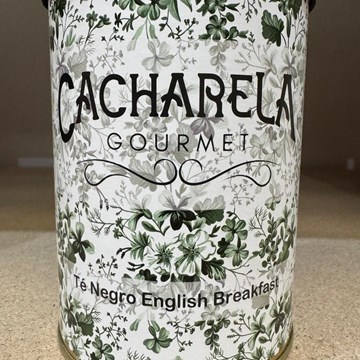 CACHARELA
GOURMET
Té Negro English Breakfast